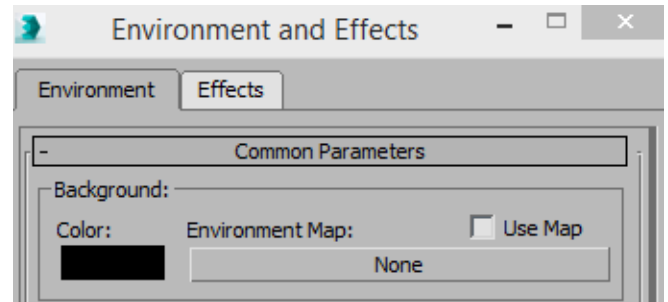 Environment and Effects
Environment Effects
- Common Parameters
Background:
Color: Environment Map: Use Map
None